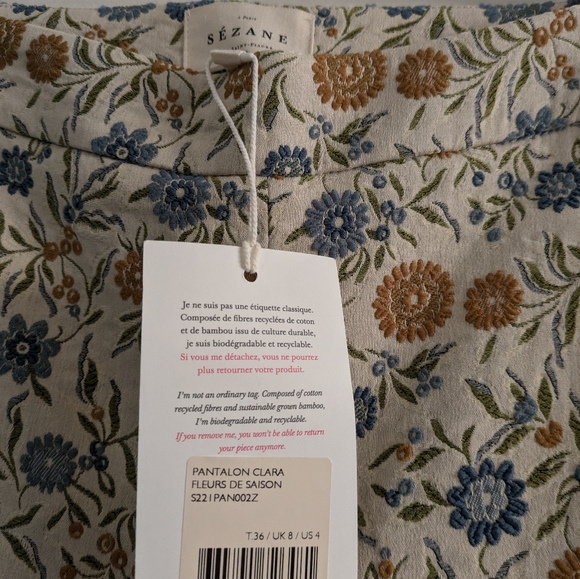 SÉZANE
Je ne suis pas une étiquette classique.
Composée de fibres recyclées de coton
et de bambou issu de culture durable,
je suis biodégradable et recyclable.
Si vous me détachez, vous ne pourrez
plus retourner votre produit.
I'm not an ordinary tag. Composed of cotton
recycled fibres and sustainable grown bamboo,
I'm biodegradable and recyclable.
If you remove me, you won't be able to return
your piece anymore.
PANTALON CLARA
FLEURS DE SAISON
S221PAN002Z
T.36 / UK 8 / US 4